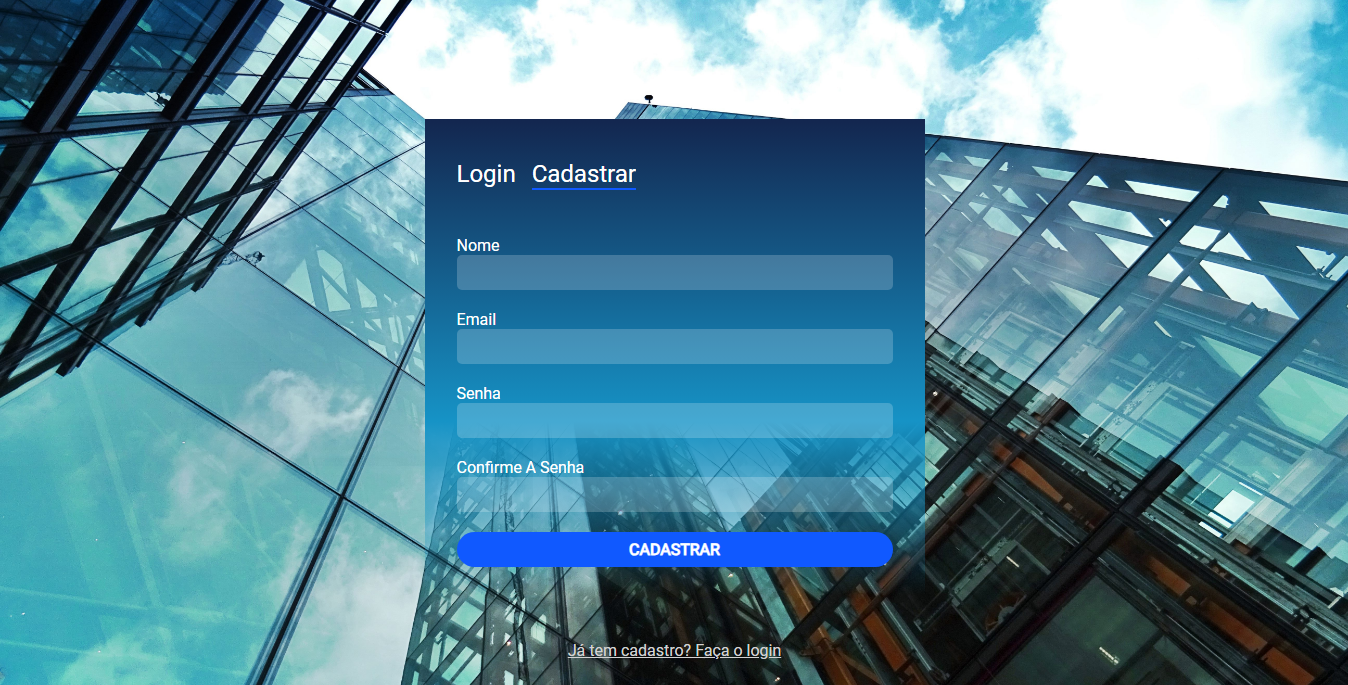 Login Cadastrar
Nome
Email
Senha
Confirme A Senha
CADASTRAR
Já tem cadastro? Faça o login